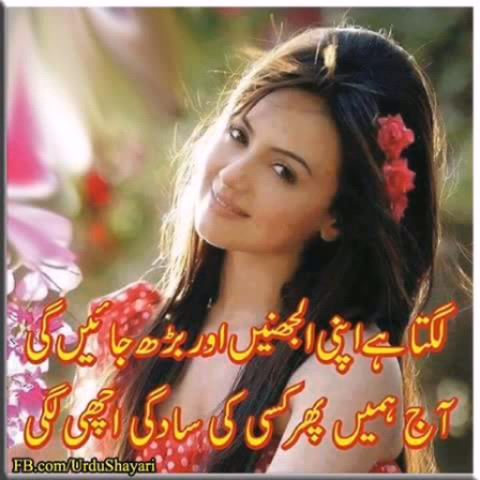 لگتا ہے اپنی الجھنیں اور بڑھ جائیں گی
آج ہمیں پھر کسی کی سادگی اچھی لگی
FB.com/UrduShayari